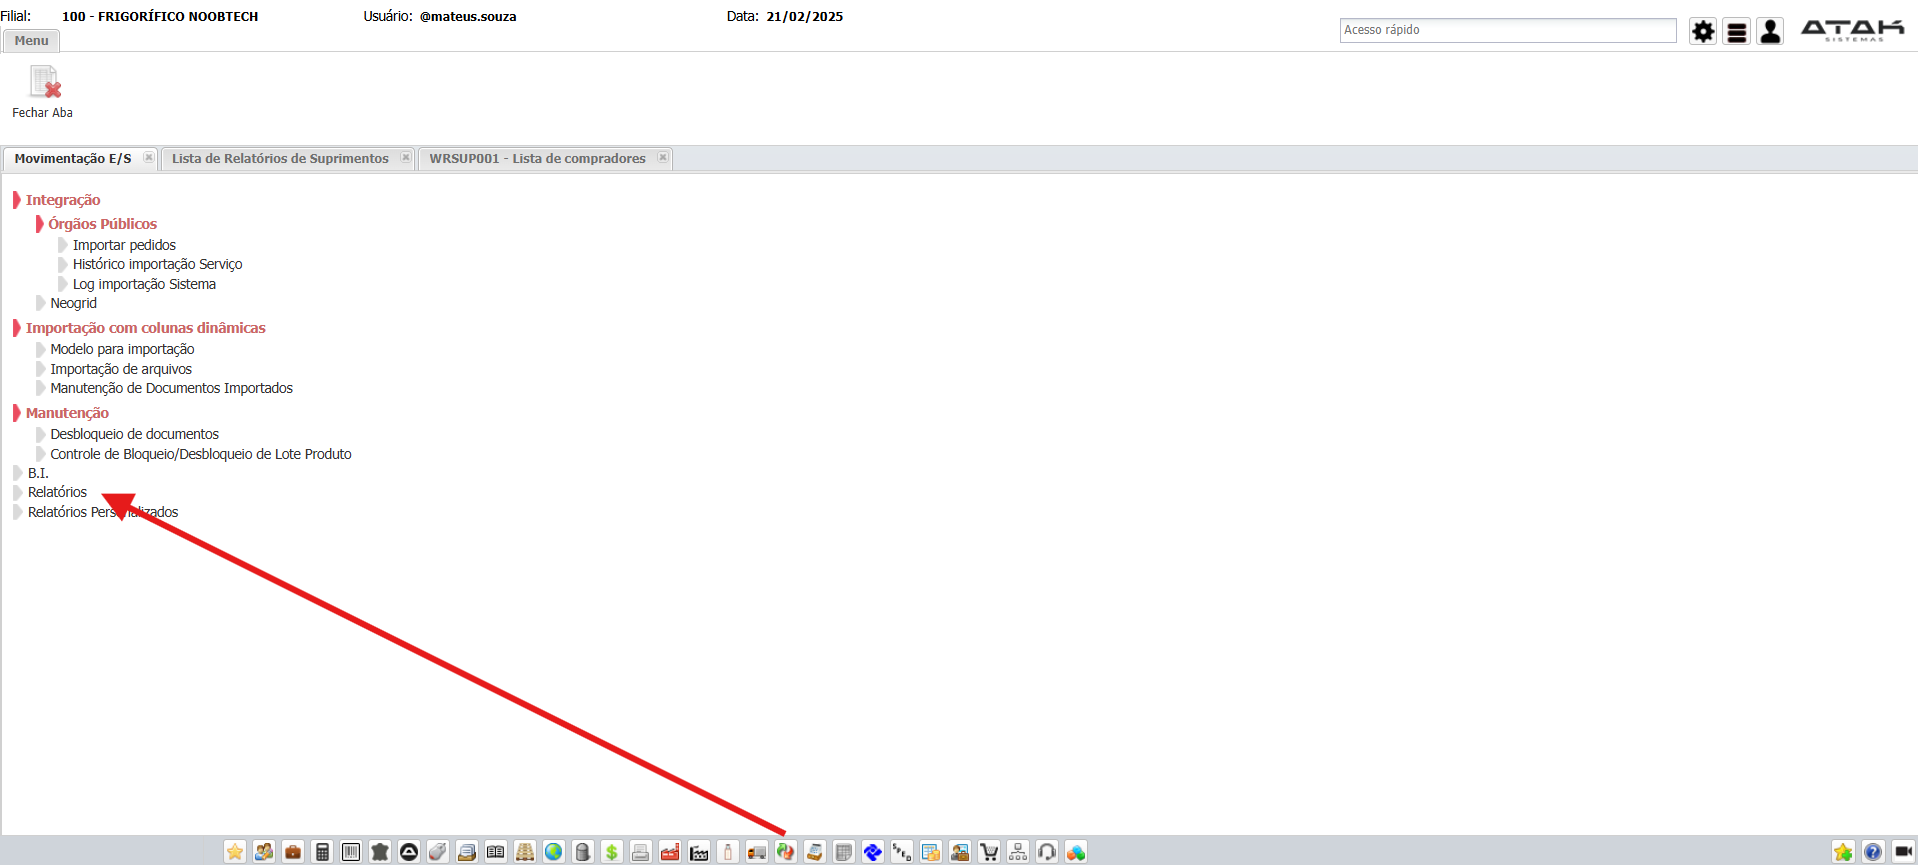 Filial: 100 - FRIGORÍFICO NOOBTECH Usuário: @mateus.souza Data: 21/02/2025
Menu
Acesso rápido
ATAK
SISTEMAS
Fechar Aba
Movimentação E/S
Lista de Relatórios de Suprimentos
WRSUP001 - Lista de compradores
Integração
Órgãos Públicos
Importar pedidos
Histórico importação Serviço
Log importação Sistema
Neogrid
Importação com colunas dinâmicas
Modelo para importação
Importação de arquivos
Manutenção de Documentos Importados
Manutenção
Desbloqueio de documentos
Controle de Bloqueio/Desbloqueio de Lote Produto
B.I.
Relatórios
Relatórios Personalizados